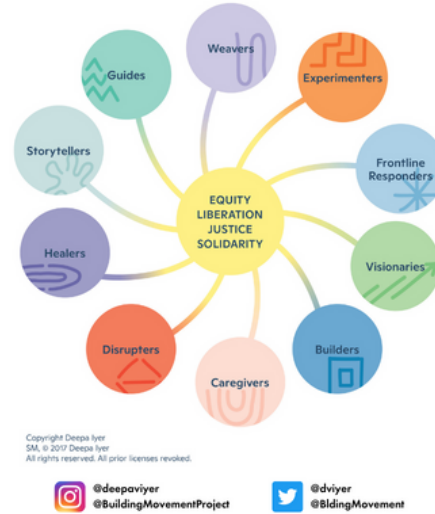 Weavers
Guides
Experimenters
Storytellers
Frontline
Responders
EQUITY
LIBERATION
JUSTICE
SOLIDARITY
Healers
Visionaries
Disrupters
Builders
Caregivers
Copyright Deepa Iyer
SM, © 2017 Deepa Iyer
All rights reserved. All prior licenses revoked.
@deepaviyer
@BuildingMovementProject
@dviyer
@BldingMovement